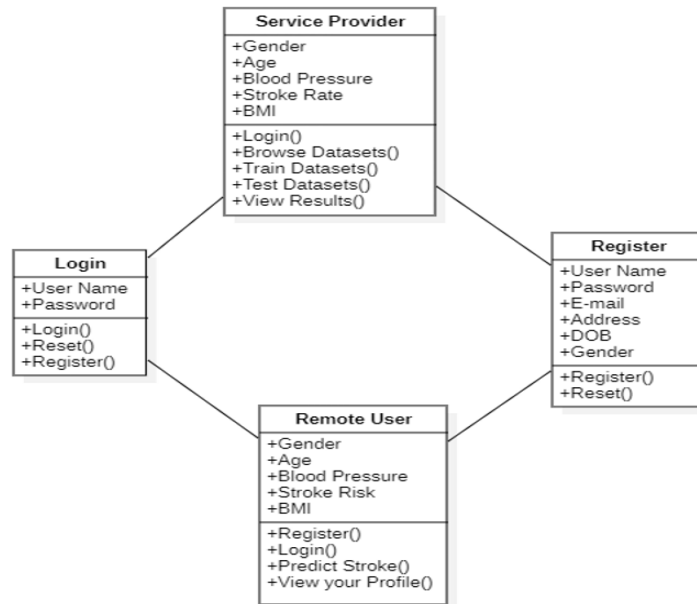 Service Provider
+Gender
+Age
+Blood Pressure
+Stroke Rate
+BMI
+Login()
+Browse Datasets()
+Train Datasets()
+Test Datasets()
+View Results()
Login
+User Name
+Password
+Login()
+Reset()
+Register()
Register
+User Name
+Password
+E-mail
+Address
+DOB
+Gender
+Register()
+Reset()
Remote User
+Gender
+Age
+Blood Pressure
+Stroke Risk
+BMI
+Register()
+Login()
+Predict Stroke()
+View your Profile()